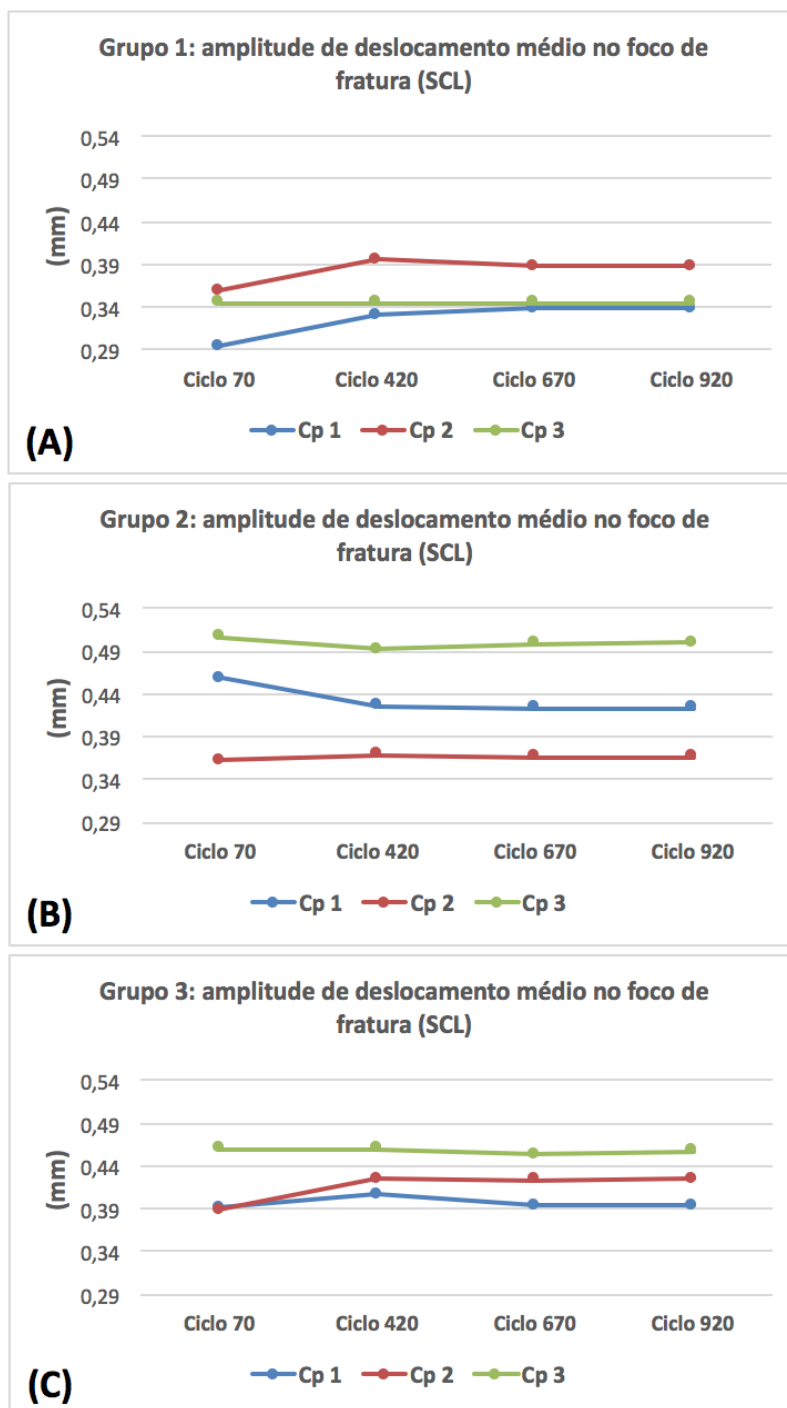 Grupo 1: amplitude de deslocamento médio no foco de
fratura (SCL)
(mm)
0,54
0,49
0,44
0,39
0,34
0,29
Ciclo 70 Ciclo 420 Ciclo 670 Ciclo 920
Cp 1 Cp 2 Cp 3
(A)
Grupo 2: amplitude de deslocamento médio no foco de
fratura (SCL)
(mm)
0,54
0,49
0,44
0,39
0,34
0,29
Ciclo 70 Ciclo 420 Ciclo 670 Ciclo 920
Cp 1 Cp 2 Cp 3
(B)
Grupo 3: amplitude de deslocamento médio no foco de
fratura (SCL)
(mm)
0,54
0,49
0,44
0,39
0,34
0,29
Ciclo 70 Ciclo 420 Ciclo 670 Ciclo 920
Cp 1 Cp 2 Cp 3
(C)